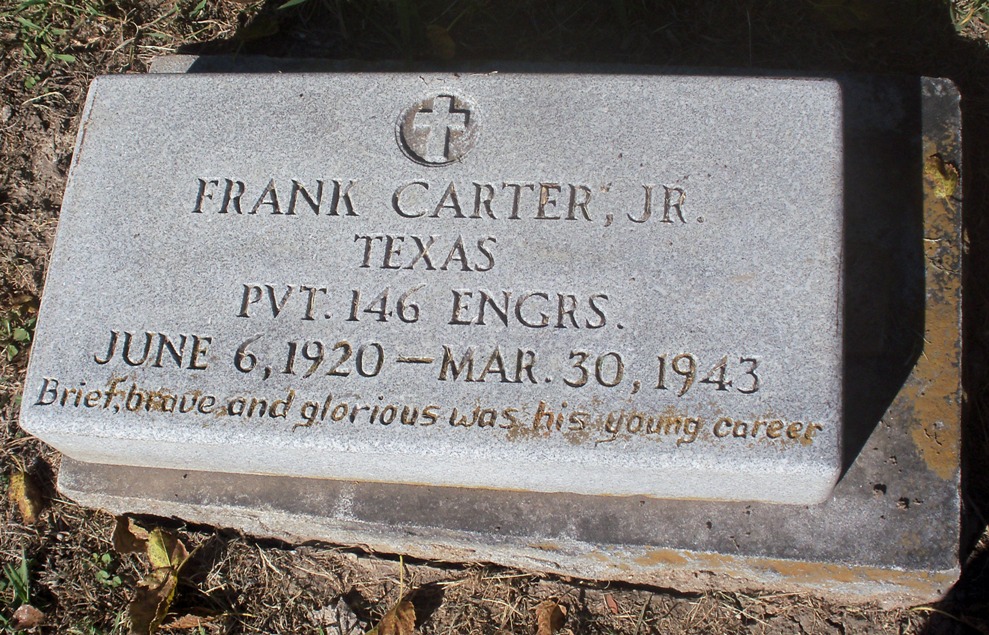 FRANK CARTER, JR.
TEXAS
PVT. 146 ENGRS.
JUNE 6, 1920 — MAR. 30, 1943
Brief, brave and glorious was his young career